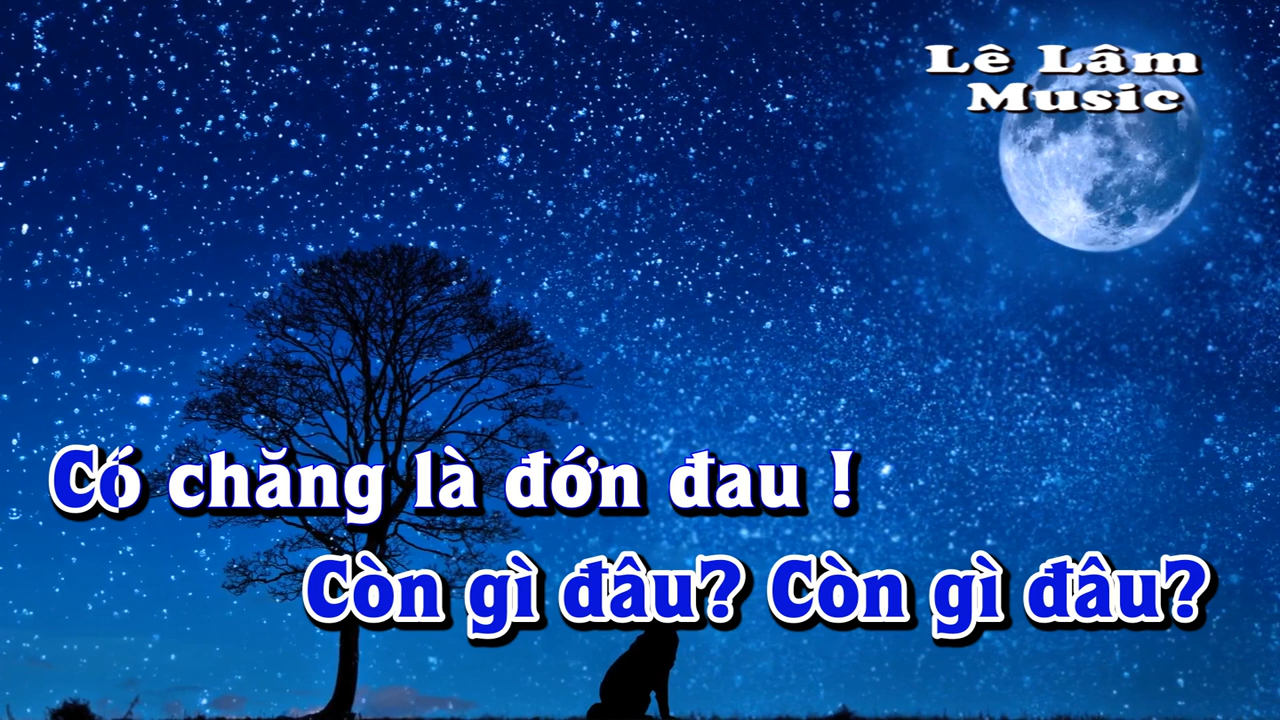 Lê Lâm
Music
Có chăng là đớn đau !
Còn gì đâu? Còn gì đâu?